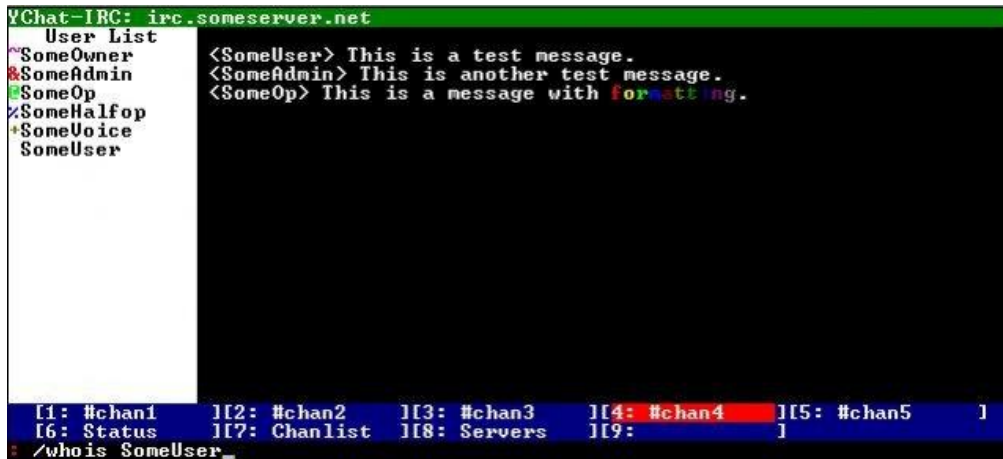 YChat-IRC: irc.someserver.net
User List
~SomeOwner
&SomeAdmin
@SomeOp
%SomeHalfop
+SomeVoice
SomeUser
<SomeUser> This is a test message.
<SomeAdmin> This is another test message.
<SomeOp> This is a message with formatting.
[1: #chan1 ][2: #chan2 ][3: #chan3 ][4: #chan4 ][5: #chan5 ]
[6: Status ][7: Chanlist ][8: Servers ][9: ]
: /whois SomeUser_